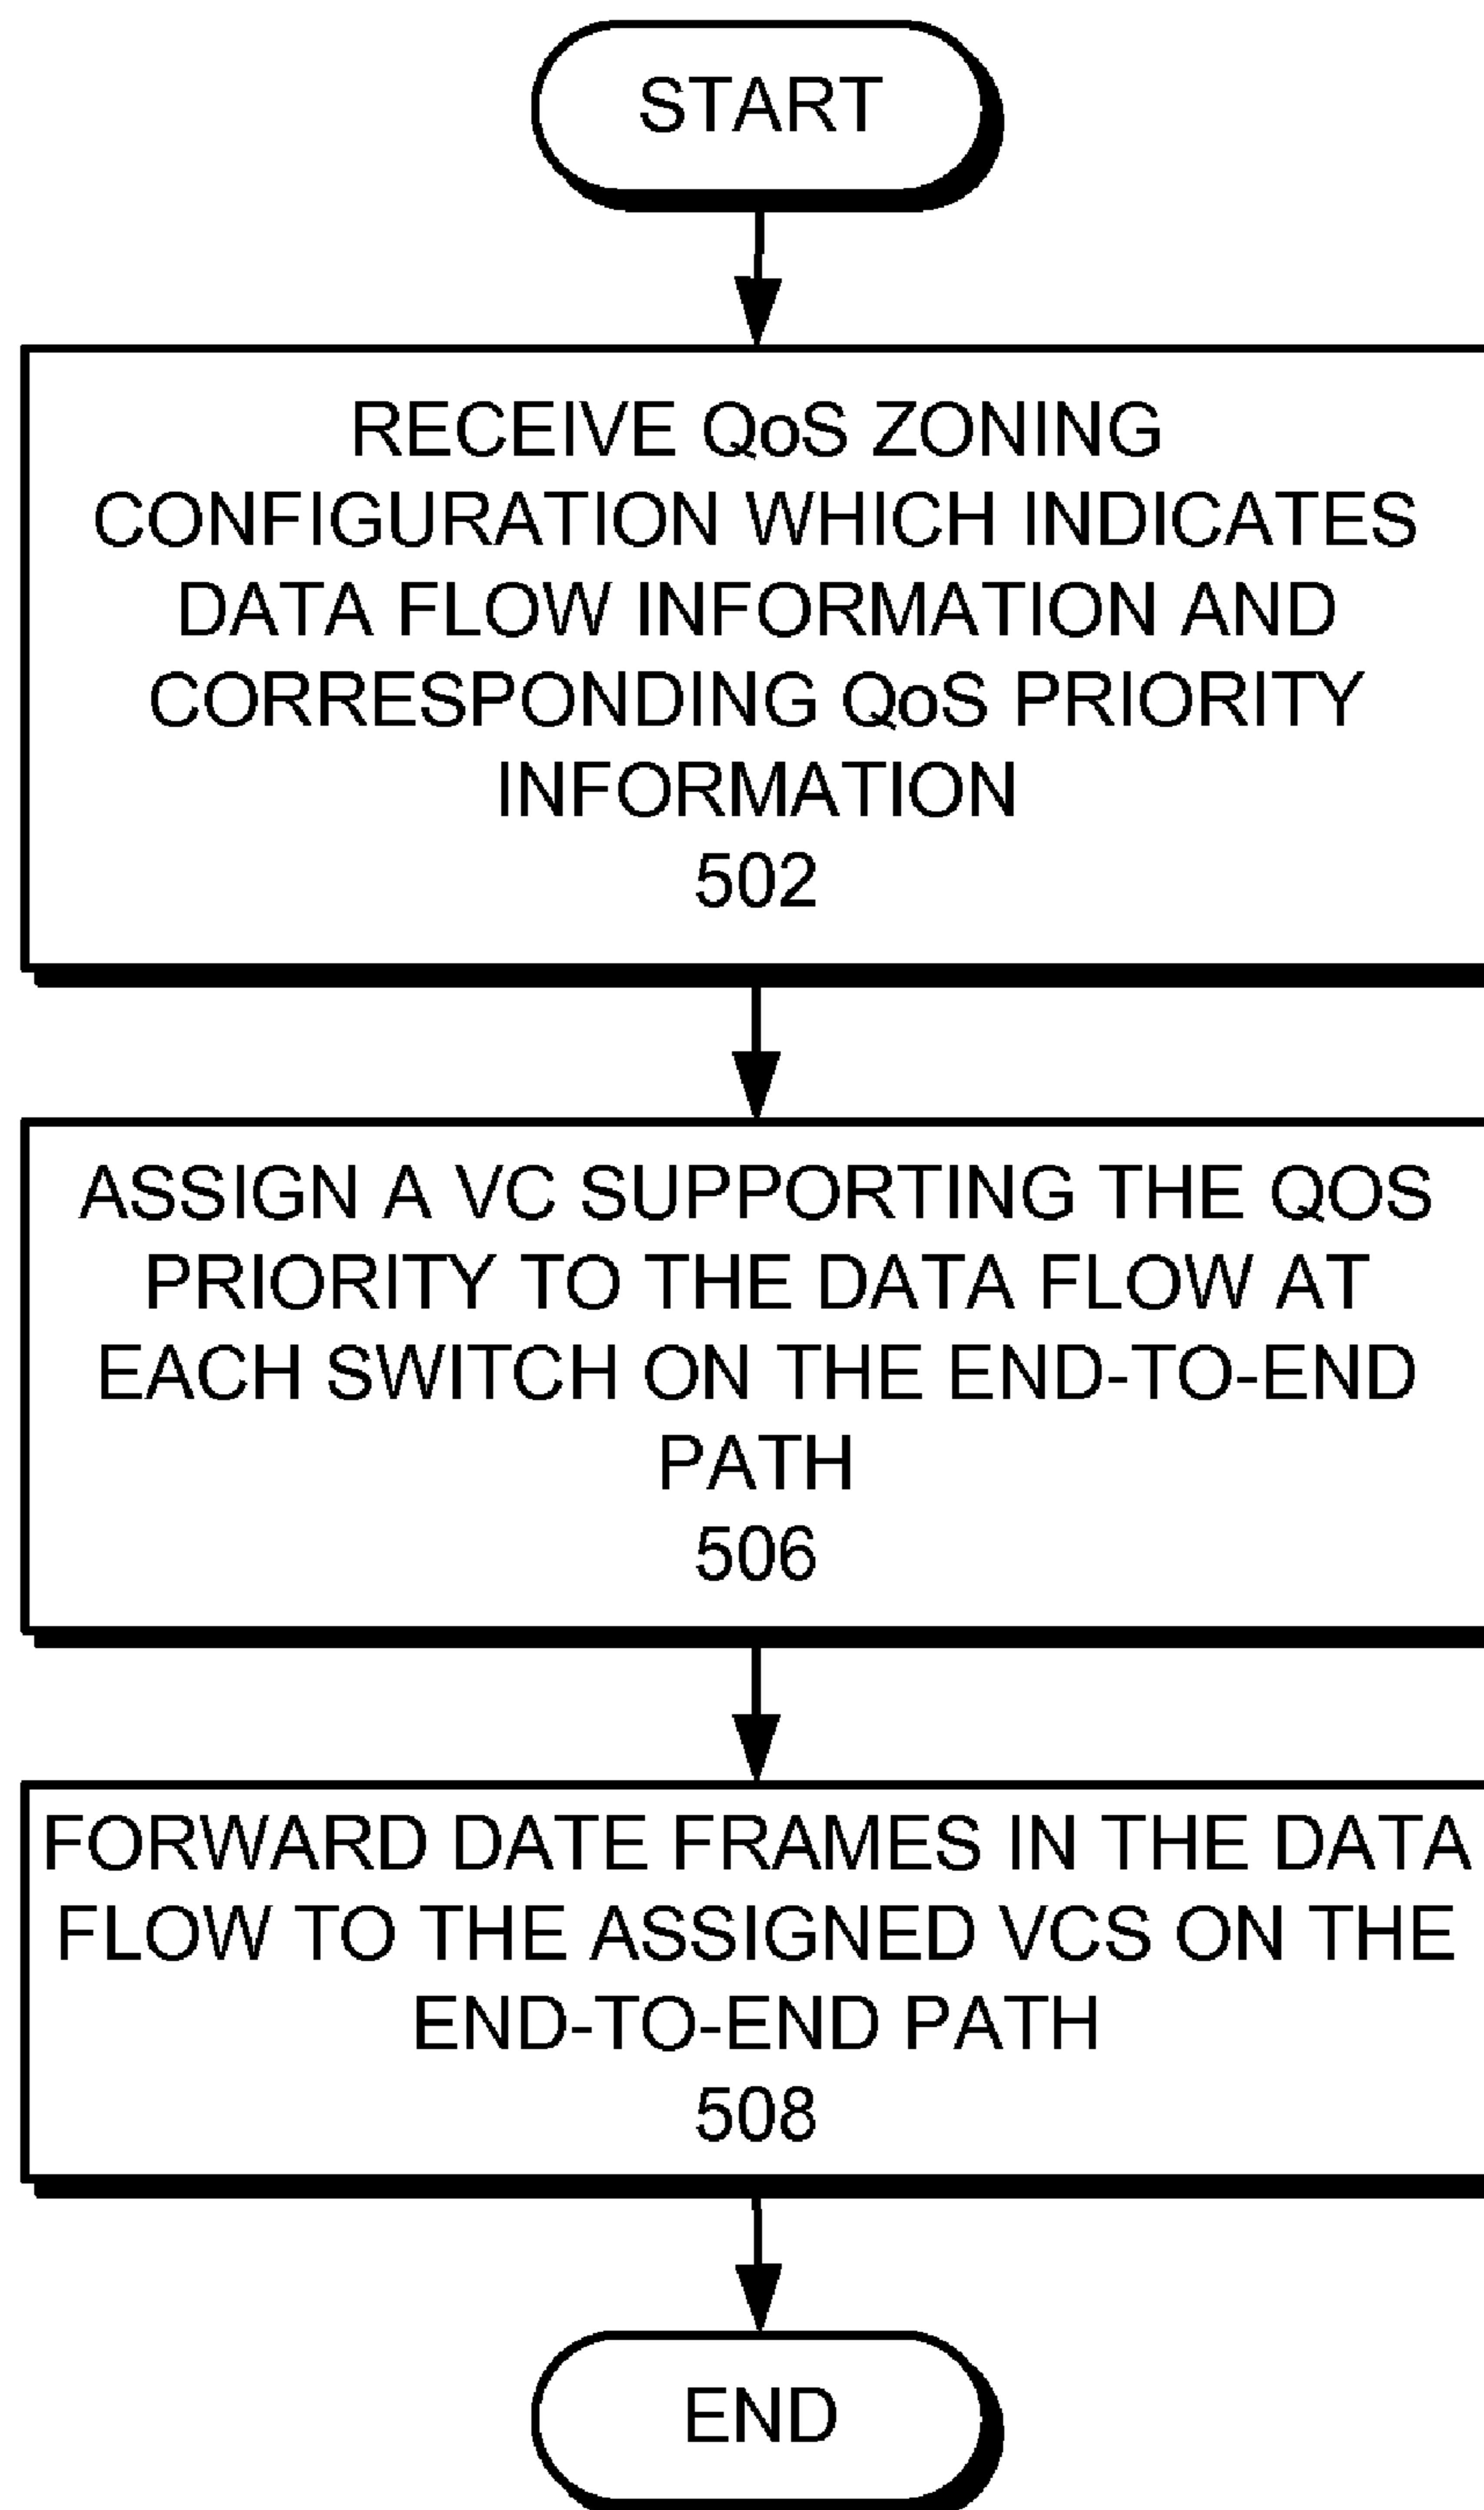 START
RECEIVE QoS ZONING
CONFIGURATION WHICH INDICATES
DATA FLOW INFORMATION AND
CORRESPONDING QoS PRIORITY
INFORMATION
502
ASSIGN A VC SUPPORTING THE QOS
PRIORITY TO THE DATA FLOW AT
EACH SWITCH ON THE END-TO-END
PATH
506
FORWARD DATE FRAMES IN THE DATA
FLOW TO THE ASSIGNED VCS ON THE
END-TO-END PATH
508
END